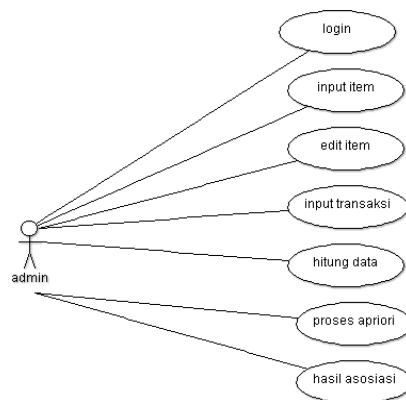 login
input item
edit item
input transaksi
hitung data
admin
proses apriori
hasil asosiasi